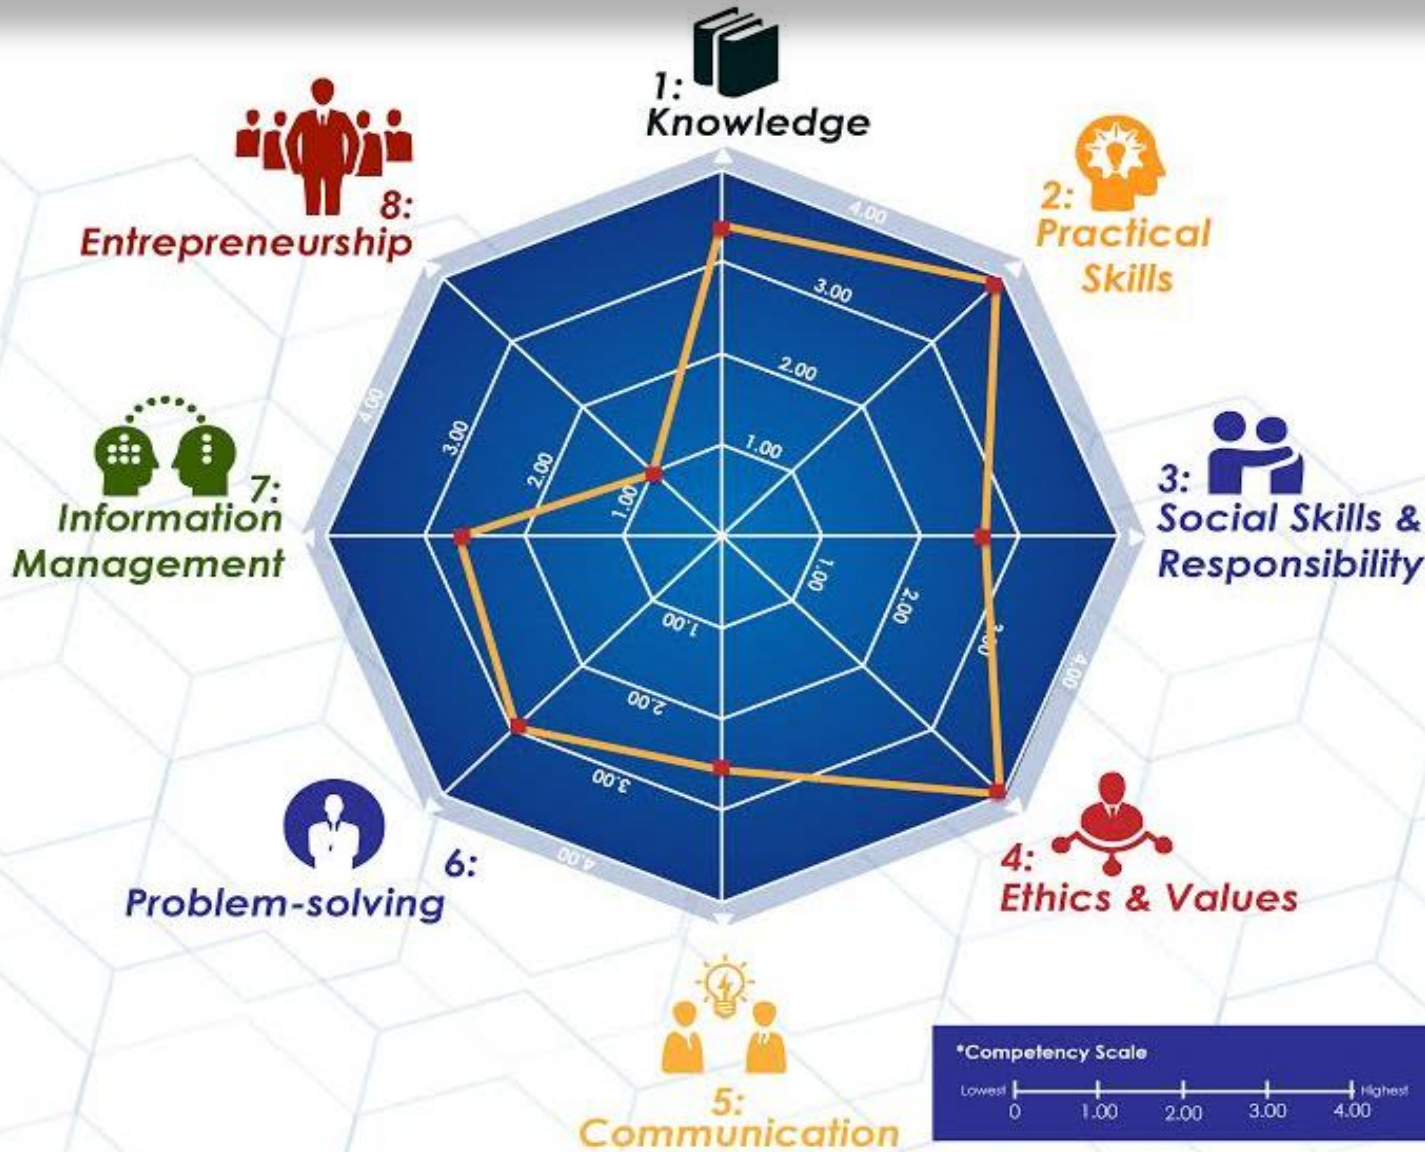 1:
Knowledge
2:
Practical
Skills
3:
Social Skills &
Responsibility
4:
Ethics & Values
5:
Communication
6:
Problem-solving
7:
Information
Management
8:
Entrepreneurship
4.00
3.00
2.00
1.00
1.00
2.00
3.00
4.00
1.00
2.00
3.00
4.00
4.00
3.00
2.00
1.00
*Competency Scale
Lowest
Highest
0
1.00
2.00
3.00
4.00